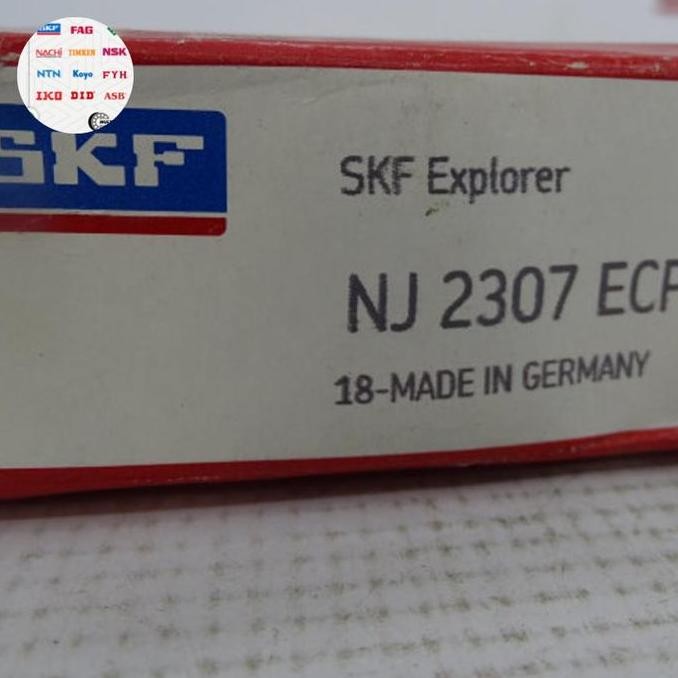 SKF FAG
NACHI TIMKEN NSK
NTN Koyo FYH
IKO DID ASB
SKF
SKF Explorer
NJ 2307 ECP
18-MADE IN GERMANY